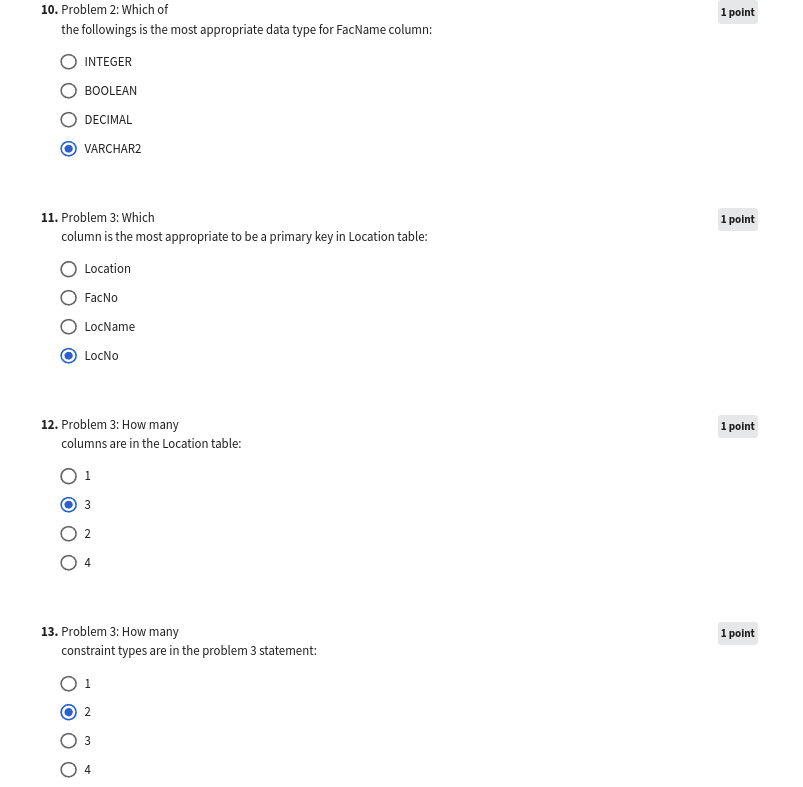 10. Problem 2: Which of
1 point
the followings is the most appropriate data type for FacName column:
INTEGER
BOOLEAN
DECIMAL
VARCHAR2
11. Problem 3: Which
1 point
column is the most appropriate to be a primary key in Location table:
Location
FacNo
LocName
LocNo
12. Problem 3: How many
1 point
columns are in the Location table:
1
3
2
4
13. Problem 3: How many
1 point
constraint types are in the problem 3 statement:
1
2
3
4